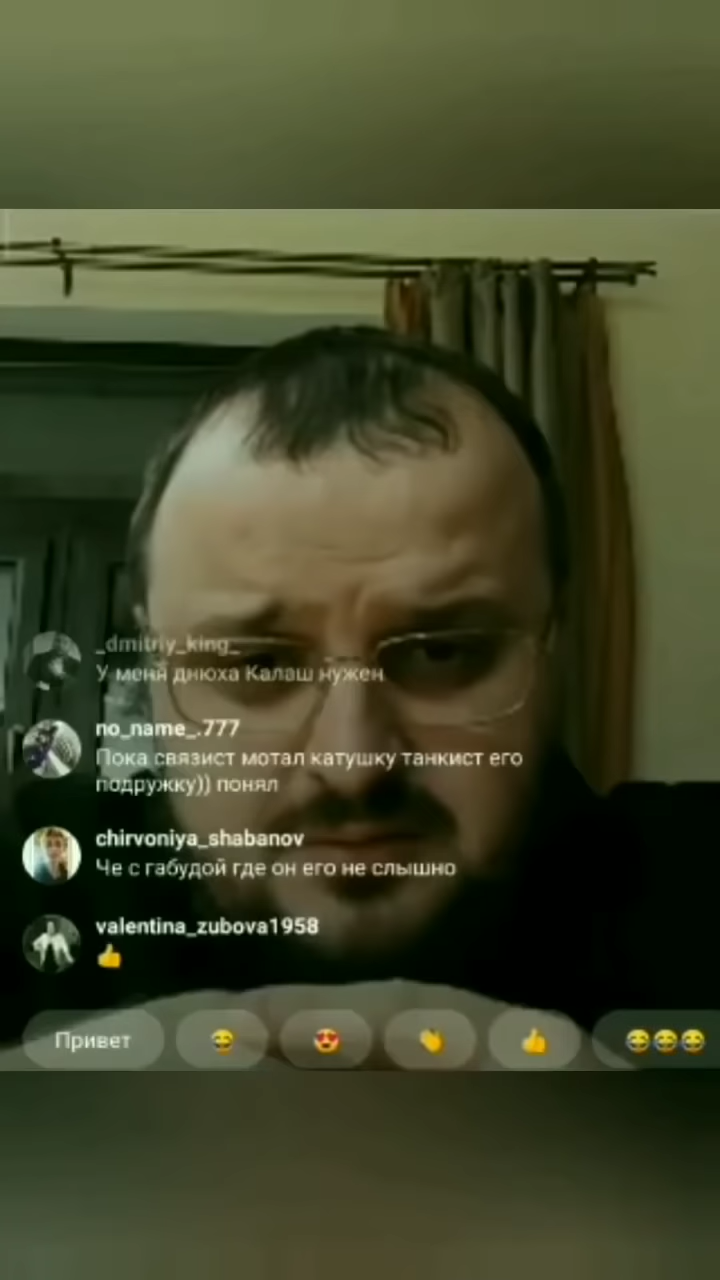 _dmitriy_king_
У меня днюха Калаш нужен
no_name_.777
Пока связист мотал катушку танкист его
подружку)) понял
chirvoniya_shabanov
Че с габудой где он его не слышно
valentina_zubova1958
👍
Привет 😂 😍 👏 👍 😂😂😂